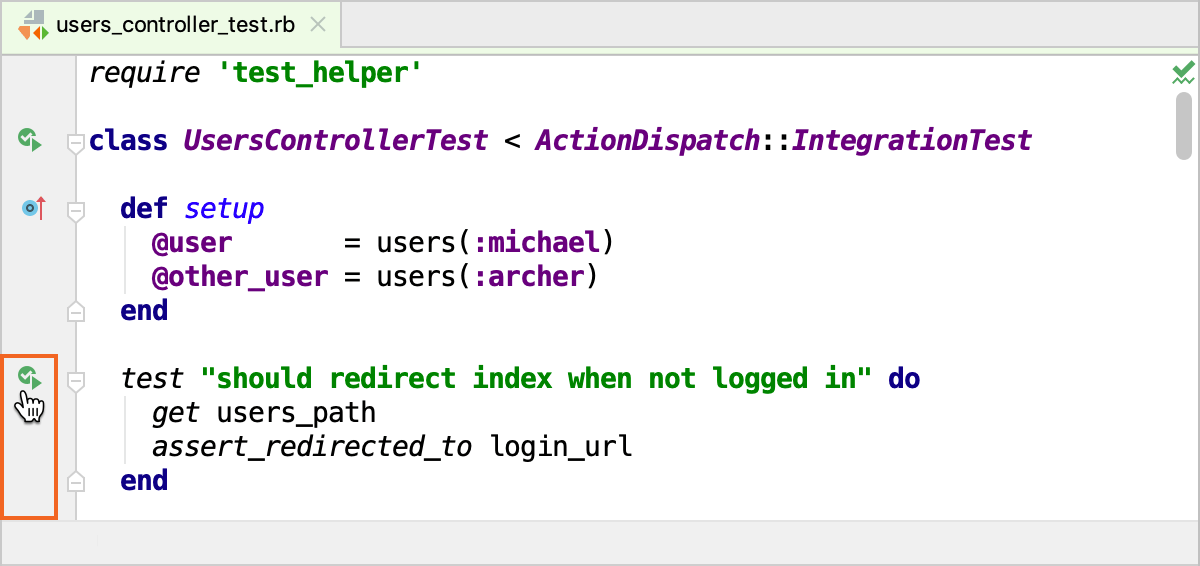 users_controller_test.rb
require 'test_helper'
class UsersControllerTest < ActionDispatch::IntegrationTest
def setup
@user = users(:michael)
@other_user = users(:archer)
end
test "should redirect index when not logged in" do
get users_path
assert_redirected_to login_url
end